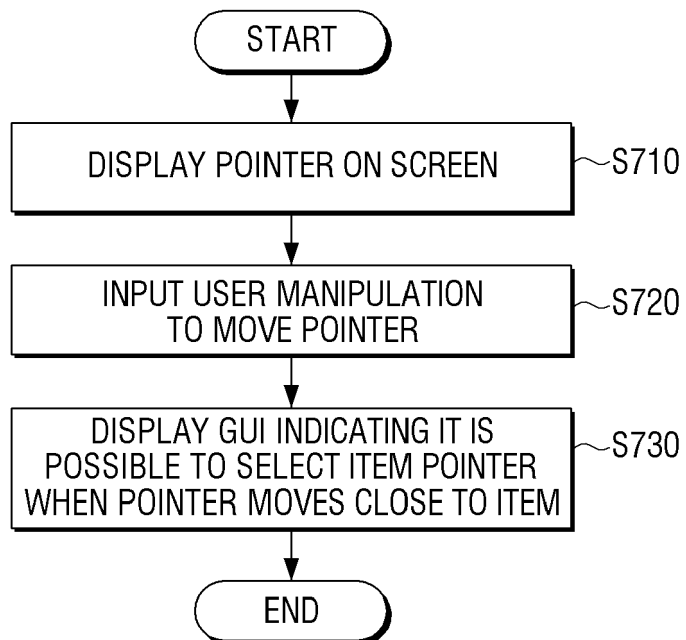 START
DISPLAY POINTER ON SCREEN
S710
INPUT USER MANIPULATION
TO MOVE POINTER
S720
DISPLAY GUI INDICATING IT IS
POSSIBLE TO SELECT ITEM POINTER
WHEN POINTER MOVES CLOSE TO ITEM
S730
END